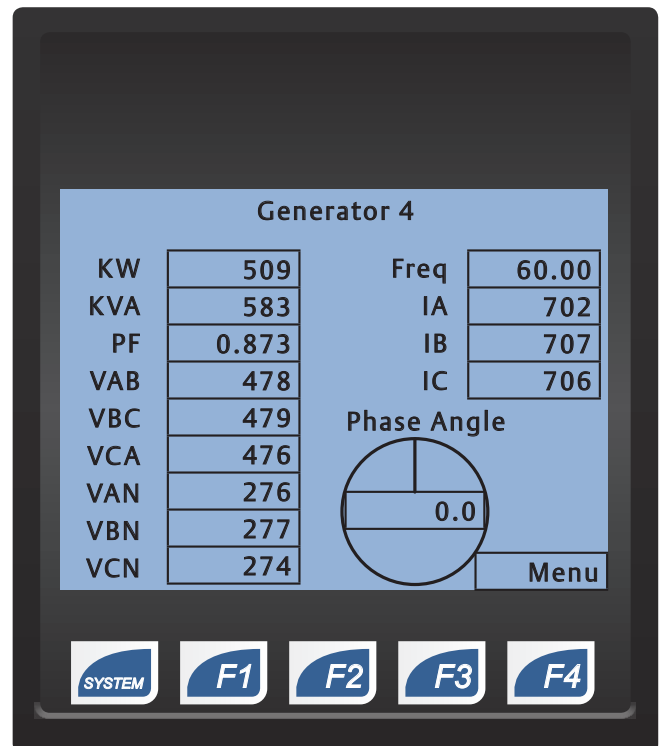 Generator 4
KW 509 Freq 60.00
KVA 583 IA 702
PF 0.873 IB 707
VAB 478 IC 706
VBC 479 Phase Angle
VCA 476
VAN 276 0.0
VBN 277
VCN 274 Menu
SYSTEM F1 F2 F3 F4